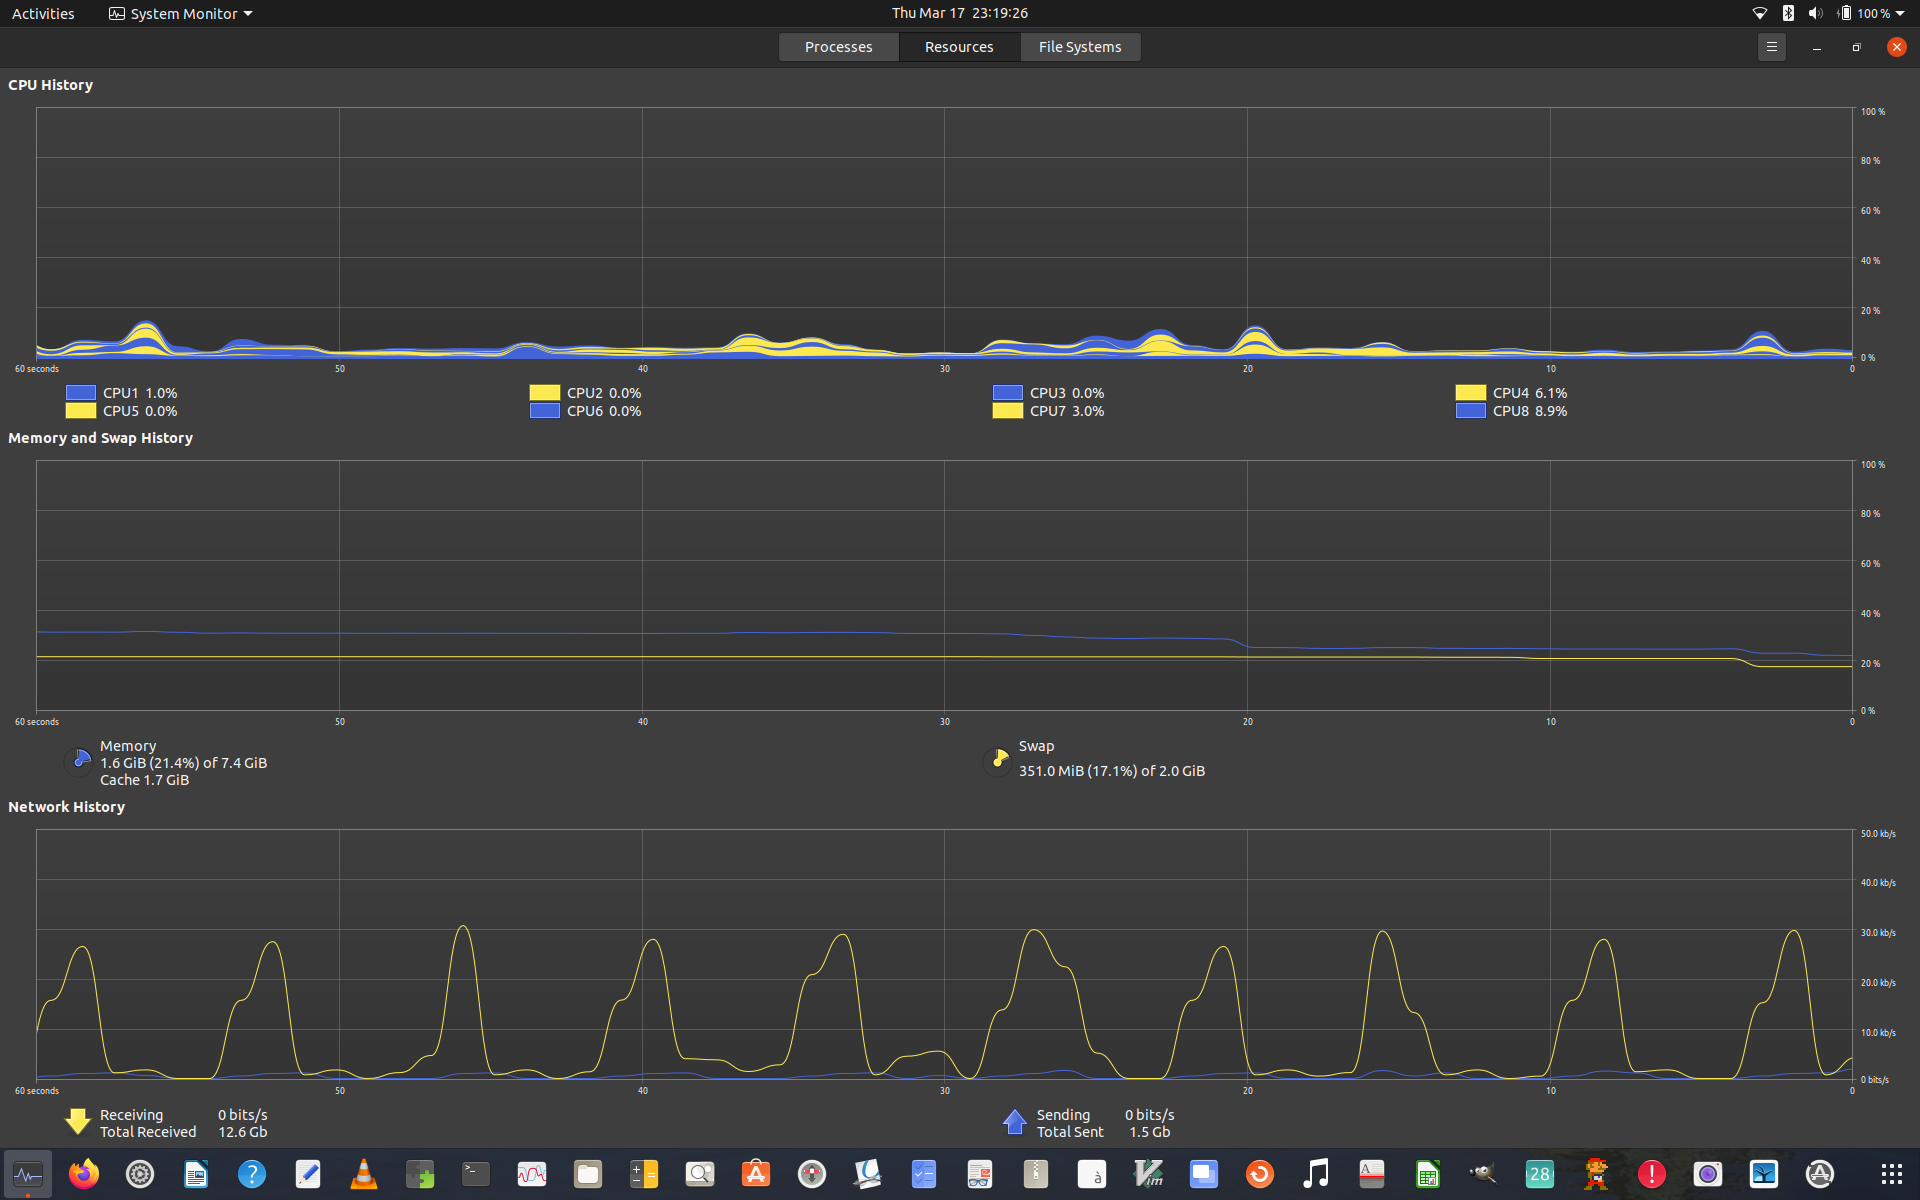 Activities
System Monitor
Thu Mar 17 23:19:26
100 %
Processes
Resources
File Systems
CPU History
100 %
80 %
60 %
40 %
20 %
0 %
60 seconds
50
40
30
20
10
0
CPU1 1.0%
CPU2 0.0%
CPU3 0.0%
CPU4 6.1%
CPU5 0.0%
CPU6 0.0%
CPU7 3.0%
CPU8 8.9%
Memory and Swap History
100 %
80 %
60 %
40 %
20 %
0 %
60 seconds
50
40
30
20
10
0
Memory
1.6 GiB (21.4%) of 7.4 GiB
Cache 1.7 GiB
Swap
351.0 MiB (17.1%) of 2.0 GiB
Network History
50.0 kb/s
40.0 kb/s
30.0 kb/s
20.0 kb/s
10.0 kb/s
0 bits/s
60 seconds
50
40
30
20
10
0
Receiving 0 bits/s
Total Received 12.6 Gb
Sending 0 bits/s
Total Sent 1.5 Gb
?
>_
A
à
Vim
A
28
!
A